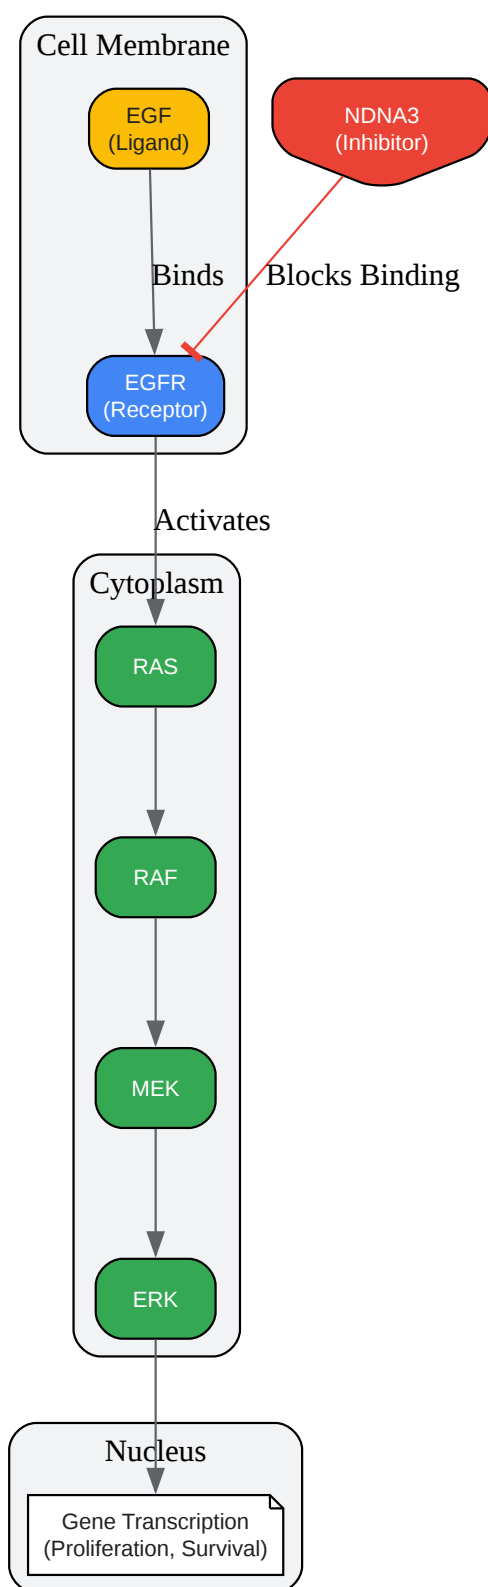 Cell Membrane
EGF
(Ligand)
NDNA3
(Inhibitor)
Binds
Blocks Binding
EGFR
(Receptor)
Activates
Cytoplasm
RAS
RAF
MEK
ERK
Nucleus
Gene Transcription
(Proliferation, Survival)